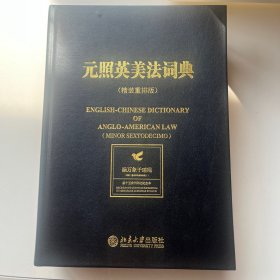 元照英美法词典
（精装重排版）
ENGLISH-CHINESE DICTIONARY
OF
ANGLO-AMERICAN LAW
( MINOR SEXTODECIMO )
北京大学出版社